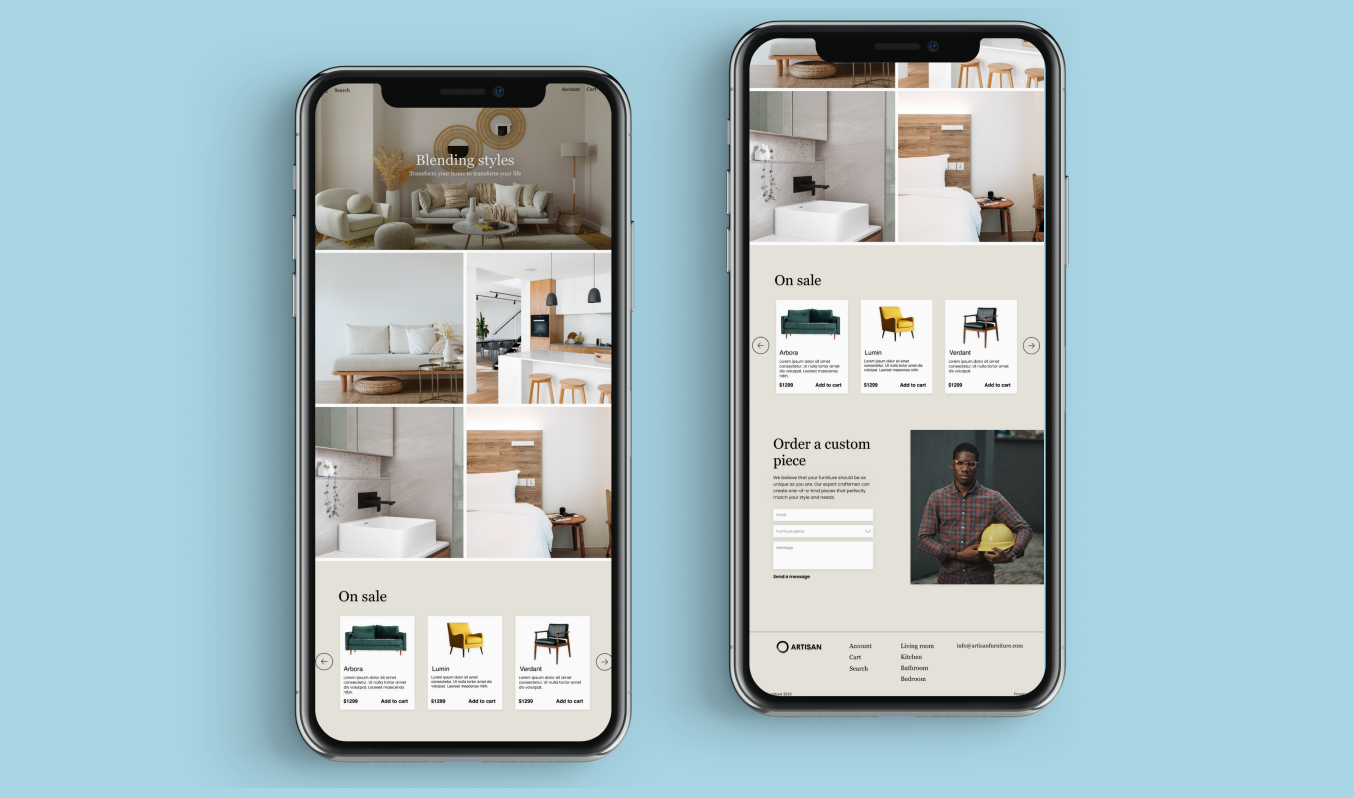 Search
Account Cart
Blending styles
Transform your home to transform your life
On sale
Arbora
Lorem ipsum dolor sit amet
consectetur. Ut nulla tortor amet
dis volutpat. Laoreet maecenas
nibh.
$1299 Add to cart
Lumin
Lorem ipsum dolor sit amet
consectetur. Ut nulla tortor amet dis
volutpat. Laoreet maecenas nibh.
$1299 Add to cart
Verdant
Lorem ipsum dolor sit amet
consectetur. Ut nulla tortor amet
dis volutpat.
$1299 Add to cart
On sale
Arbora
Lorem ipsum dolor sit amet
consectetur. Ut nulla tortor amet
dis volutpat. Laoreet maecenas
nibh.
$1299 Add to cart
Lumin
Lorem ipsum dolor sit amet
consectetur. Ut nulla tortor amet dis
volutpat. Laoreet maecenas nibh.
$1299 Add to cart
Verdant
Lorem ipsum dolor sit amet
consectetur. Ut nulla tortor amet
dis volutpat.
$1299 Add to cart
Order a custom
piece
We believe that your furniture should be as
unique as you are. Our expert craftsmen can
create one-of-a-kind pieces that perfectly
match your style and needs.
Email
Furniture piece
Message
Send a message
ARTISAN
Account
Cart
Search
Living room
Kitchen
Bathroom
Bedroom
info@artisanfurniture.com
2023